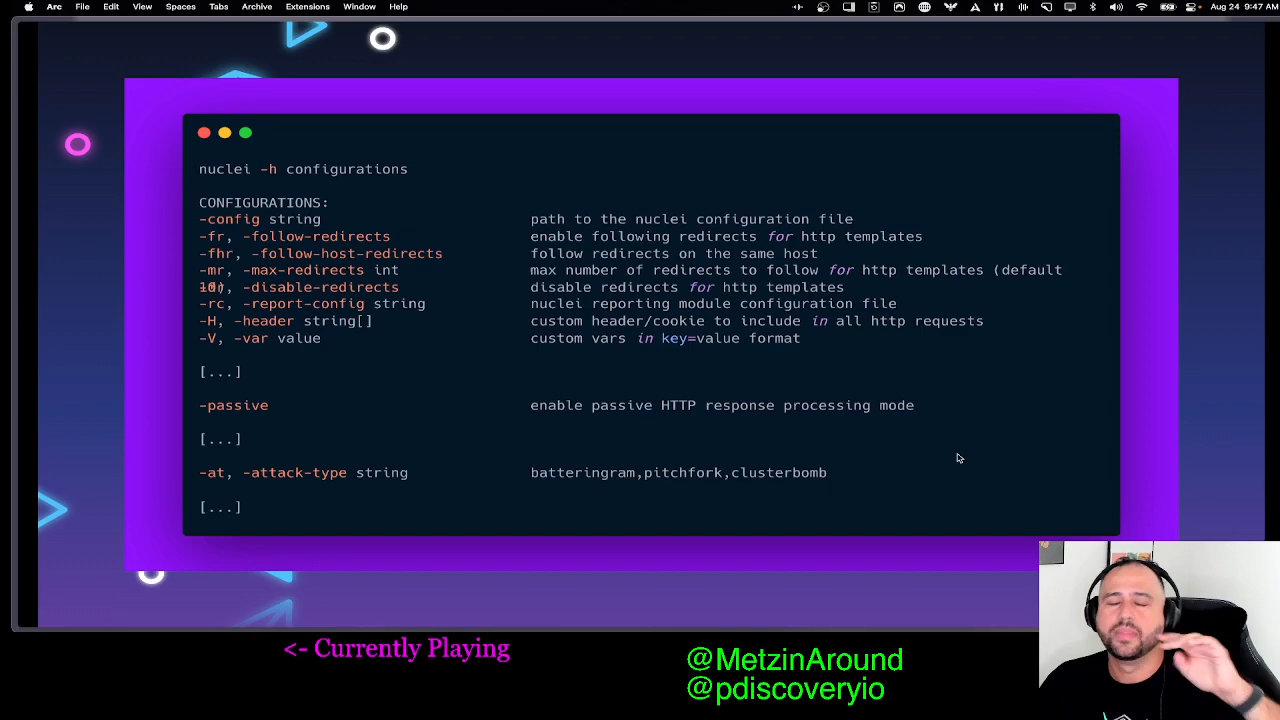 Arc File Edit View Spaces Tabs Archive Extensions Window Help Aug 24 9:47 AM
nuclei -h configurations
CONFIGURATIONS:
-config string path to the nuclei configuration file
-fr, -follow-redirects enable following redirects for http templates
-fhr, -follow-host-redirects follow redirects on the same host
-mr, -max-redirects int max number of redirects to follow for http templates (default
-disable-redirects disable redirects for http templates
-rc, -report-config string nuclei reporting module configuration file
-H, -header string[] custom header/cookie to include in all http requests
-V, -var value custom vars in key=value format
[...]
-passive enable passive HTTP response processing mode
[...]
-at, -attack-type string batteringram,pitchfork,clusterbomb
[...]
<- Currently Playing
@MetzinAround
@pdiscoveryio